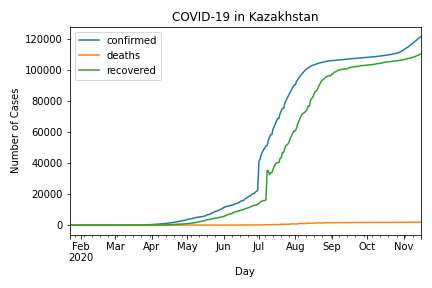 COVID-19 in Kazakhstan
confirmed
deaths
recovered
120000
100000
80000
60000
40000
20000
0
Number of Cases
Feb Mar Apr May Jun Jul Aug Sep Oct Nov
2020
Day